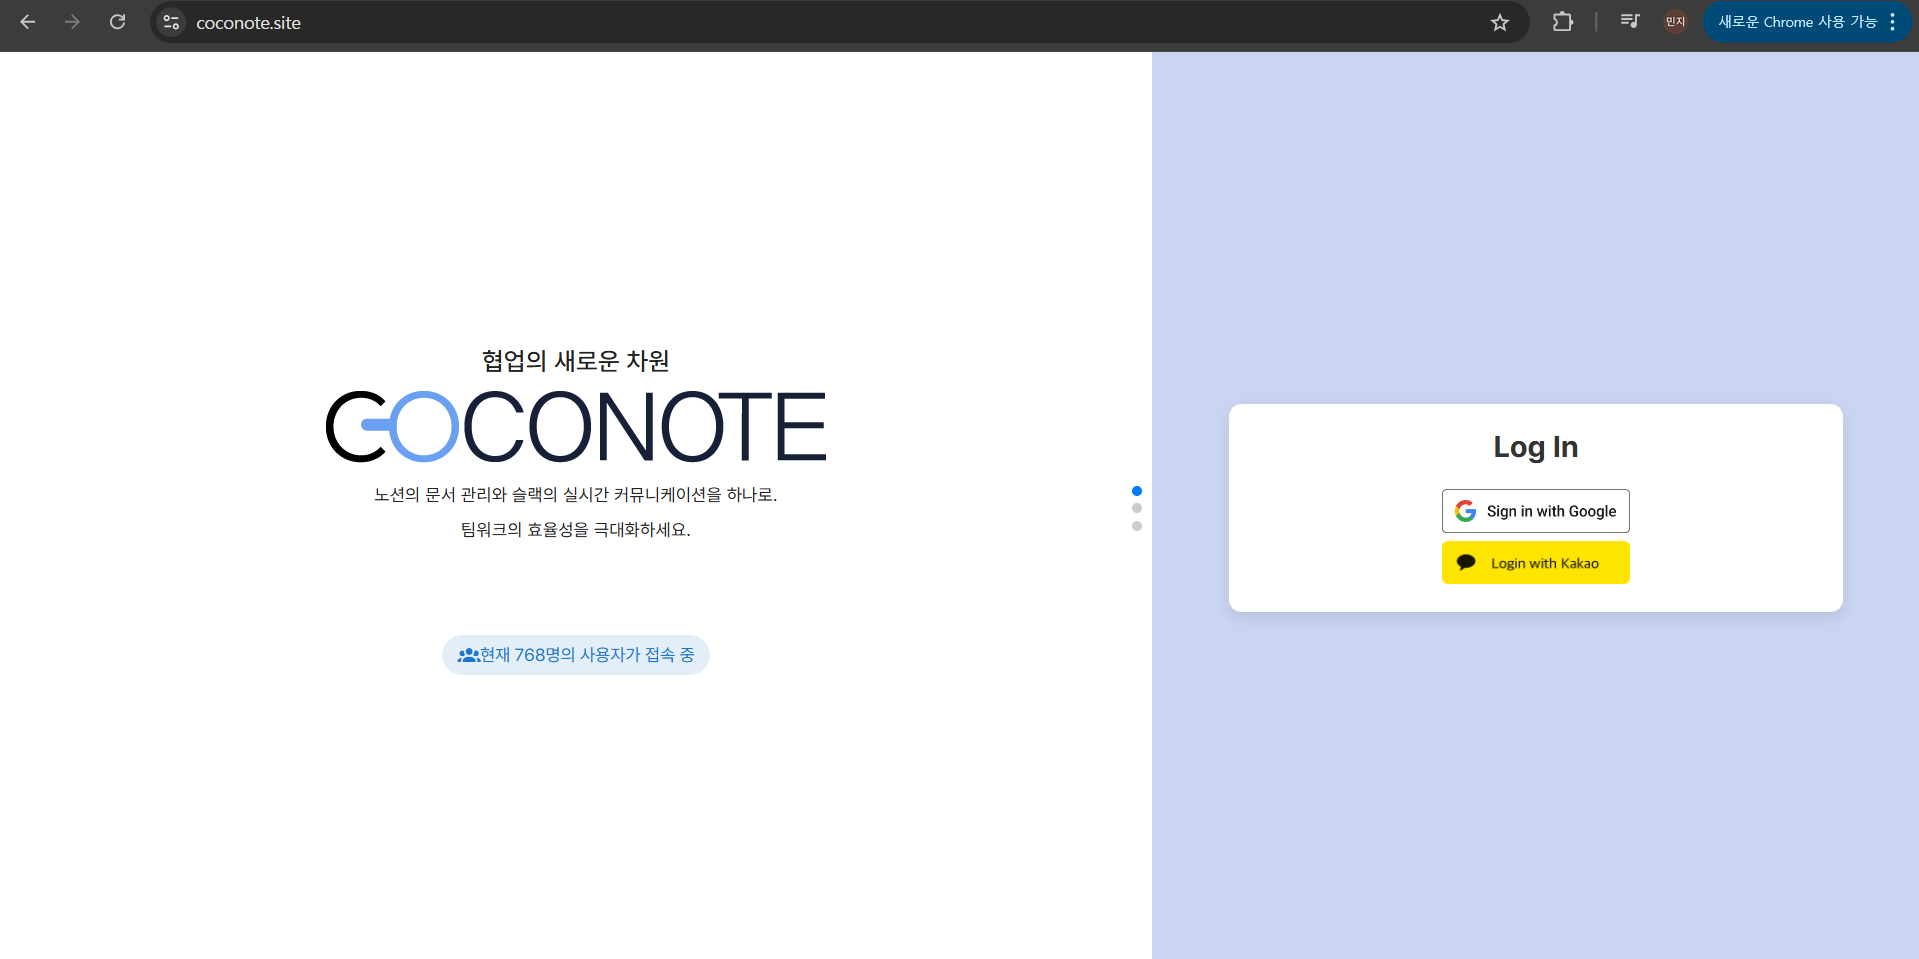 coconote.site
민지
새로운 Chrome 사용 가능
협업의 새로운 차원
COCONOTE
노션의 문서 관리와 슬랙의 실시간 커뮤니케이션을 하나로.
팀워크의 효율성을 극대화하세요.
현재 768명의 사용자가 접속 중
Log In
Sign in with Google
Login with Kakao